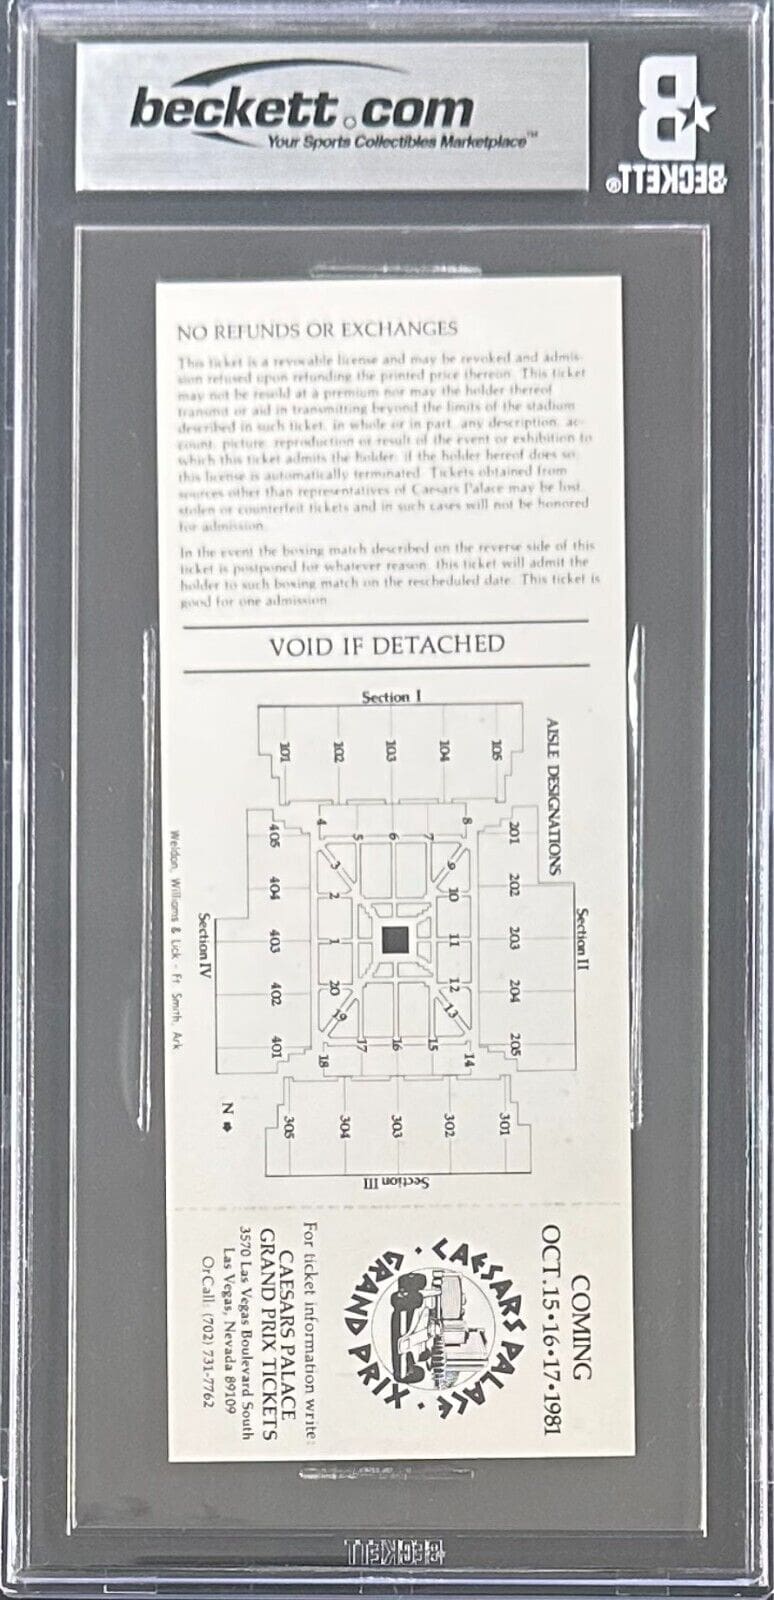 beckett.com
Your Sports Collectibles Marketplace™
B
BECKETT®
NO REFUNDS OR EXCHANGES
This ticket is a revocable license and may be revoked and admis-
sion refused upon refunding the printed price thereon. This ticket
may not be resold at a premium nor may the holder thereof
transmit or aid in transmitting beyond the limits of the stadium
described in such ticket, in whole or in part, any description, ac-
count, picture, reproduction or result of the event or exhibition to
which this ticket admits the holder; if the holder hereof does so,
this license is automatically terminated. Tickets obtained from
sources other than representatives of Caesars Palace may be lost,
stolen or counterfeit tickets and in such cases will not be honored
for admission.
In the event the boxing match described on the reverse side of this
ticket is postponed for whatever reason, this ticket will admit the
holder to such boxing match on the rescheduled date. This ticket is
good for one admission.
VOID IF DETACHED
AISLE DESIGNATIONS
Section I
101
102
103
104
105
Section II
201
202
203
204
205
4
5
6
7
8
3
9
2
10
1
11
20
12
19
13
18
17
16
15
14
405
404
403
402
401
Section IV
305
304
303
302
301
Section III
N
Weldon, Williams & Lick - Ft. Smith, Ark
COMING
OCT.15•16•17•1981
CAESARS PALACE
GRAND PRIX
For ticket information write:
CAESARS PALACE
GRAND PRIX TICKETS
3570 Las Vegas Boulevard South
Las Vegas, Nevada 89109
Or Call: (702) 731-7762
BECKETT